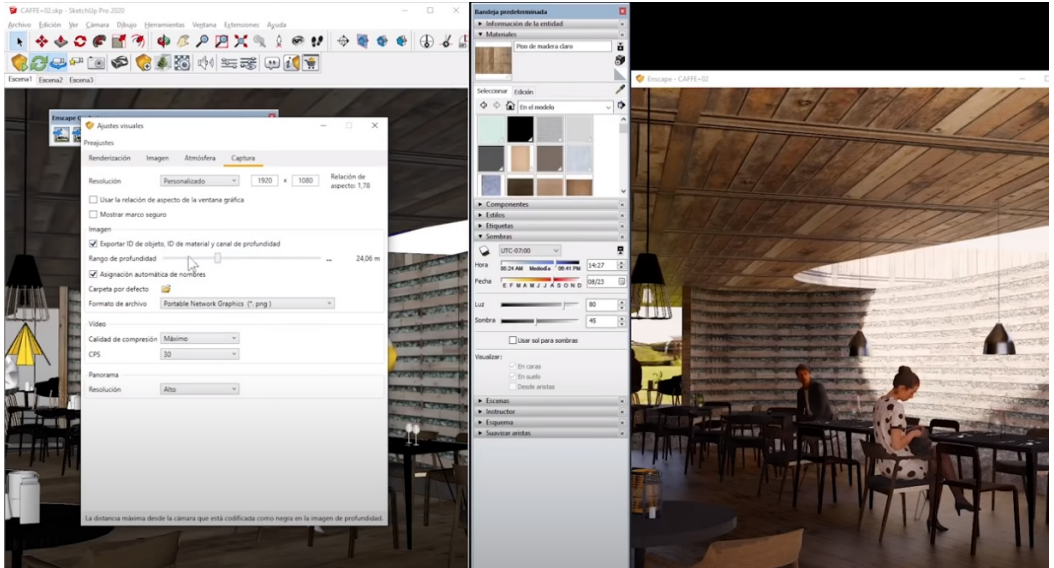 CAFFE+02.skp - SketchUp Pro 2020
Archivo Edición Ver Cámara Dibujo Herramientas Ventana Extensiones Ayuda
Escena1 Escena2 Escena3
Ajustes visuales
Preajustes
Renderización Imagen Atmósfera Captura
Resolución Personalizado 1920 x 1080 Relación de
aspecto: 1,78
Usar la relación de aspecto de la ventana gráfica
Mostrar marco seguro
Imagen
Exportar ID de objeto, ID de material y canal de profundidad
Rango de profundidad 24,06 m
Asignación automática de nombres
Carpeta por defecto
Formato de archivo Portable Network Graphics (*.png )
Vídeo
Calidad de compresión Máximo
CPS 30
Panorama
Resolución Alto
La distancia máxima desde la cámara que está codificada como negra en la imagen de profundidad.
Bandeja predeterminada
Información de la entidad
Materiales
Piso de madera claro
Seleccionar Edición
En el modelo
Componentes
Estilos
Etiquetas
Sombras
UTC-07:00
Hora 05:24 AM Mediodía 09:41 PM 14:27
Fecha E F M A M J J A S O N D 08/23
Luz 80
Sombra 45
Usar sol para sombras
Visualizar:
En caras
En suelo
Desde aristas
Escenas
Instructor
Esquema
Suavizar aristas
Enscape - CAFFE+02